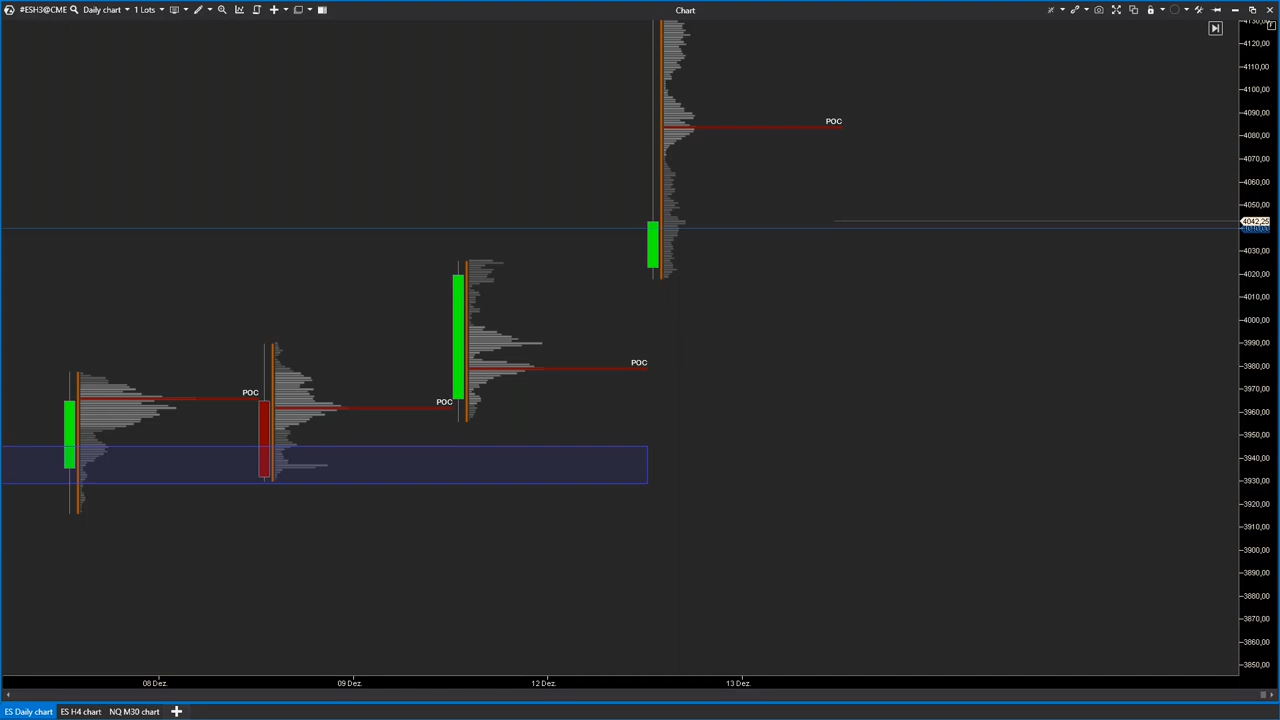 #ESH3@CME Daily chart 1 Lots
Chart
4130,00
4120,00
4110,00
4100,00
4090,00
4080,00
4070,00
4060,00
4050,00
4042,25
4030,00
4020,00
4010,00
4000,00
3990,00
3980,00
3970,00
3960,00
3950,00
3940,00
3930,00
3920,00
3910,00
3900,00
3890,00
3880,00
3870,00
3860,00
3850,00
POC
POC
POC
POC
08 Dez.
09 Dez.
12 Dez.
13 Dez.
ES Daily chart
ES H4 chart
NQ M30 chart